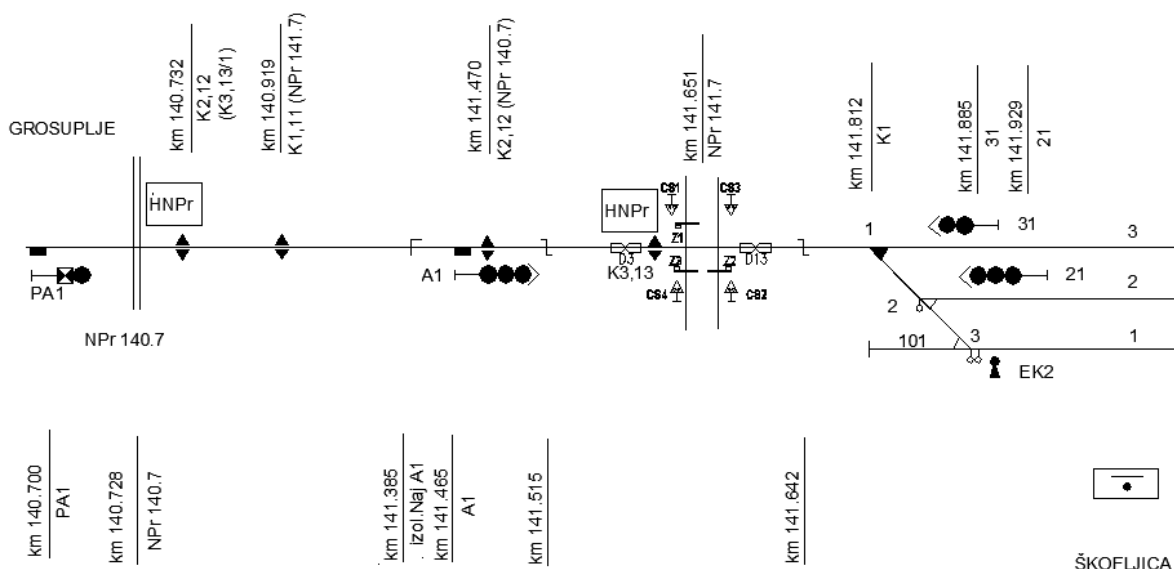 GROSUPLJE
km 140.732
K2,12
(K3,13/1)
km 140.919
K1,11 (NPr 141.7)
km 141.470
K2,12 (NPr 140.7)
km 141.651
NPr 141.7
km 141.812
K1
km 141.885
31
km 141.929
21
HNPr
HNPr
CS1
CS3
Z1
1
31
3
PA1
A1
D3
K3,13
Z3
Z2
D13
CS4
CS2
21
2
2
NPr 140.7
101
3
1
EK2
km 140.700
PA1
km 140.728
NPr 140.7
km 141.385
izol.Naj A1
km 141.465
A1
km 141.515
km 141.642
ŠKOFLJICA